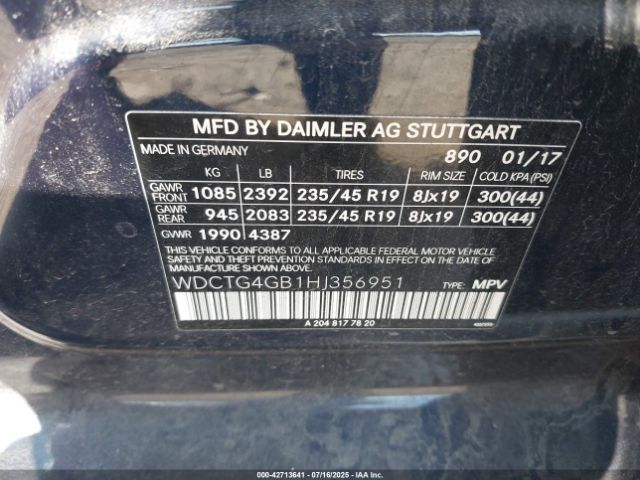 MFD BY DAIMLER AG STUTTGART
MADE IN GERMANY 890 01/17
KG LB TIRES RIM SIZE COLD KPA(PSI)
GAWR FRONT 1085 2392 235/45 R19 8Jx19 300(44)
GAWR REAR 945 2083 235/45 R19 8Jx19 300(44)
GVWR 1990 4387
THIS VEHICLE CONFORMS TO ALL APPLICABLE FEDERAL MOTOR VEHICLE
SAFETY AND THEFT PREVENTION STANDARDS IN EFFECT ON THE DATE OF
MANUFACTURE SHOWN ABOVE.
WDCTG4GB1HJ356951 TYPE: MPV
A 204 817 78 20
000-42713641 / 07/16/2025 / IAA Inc.